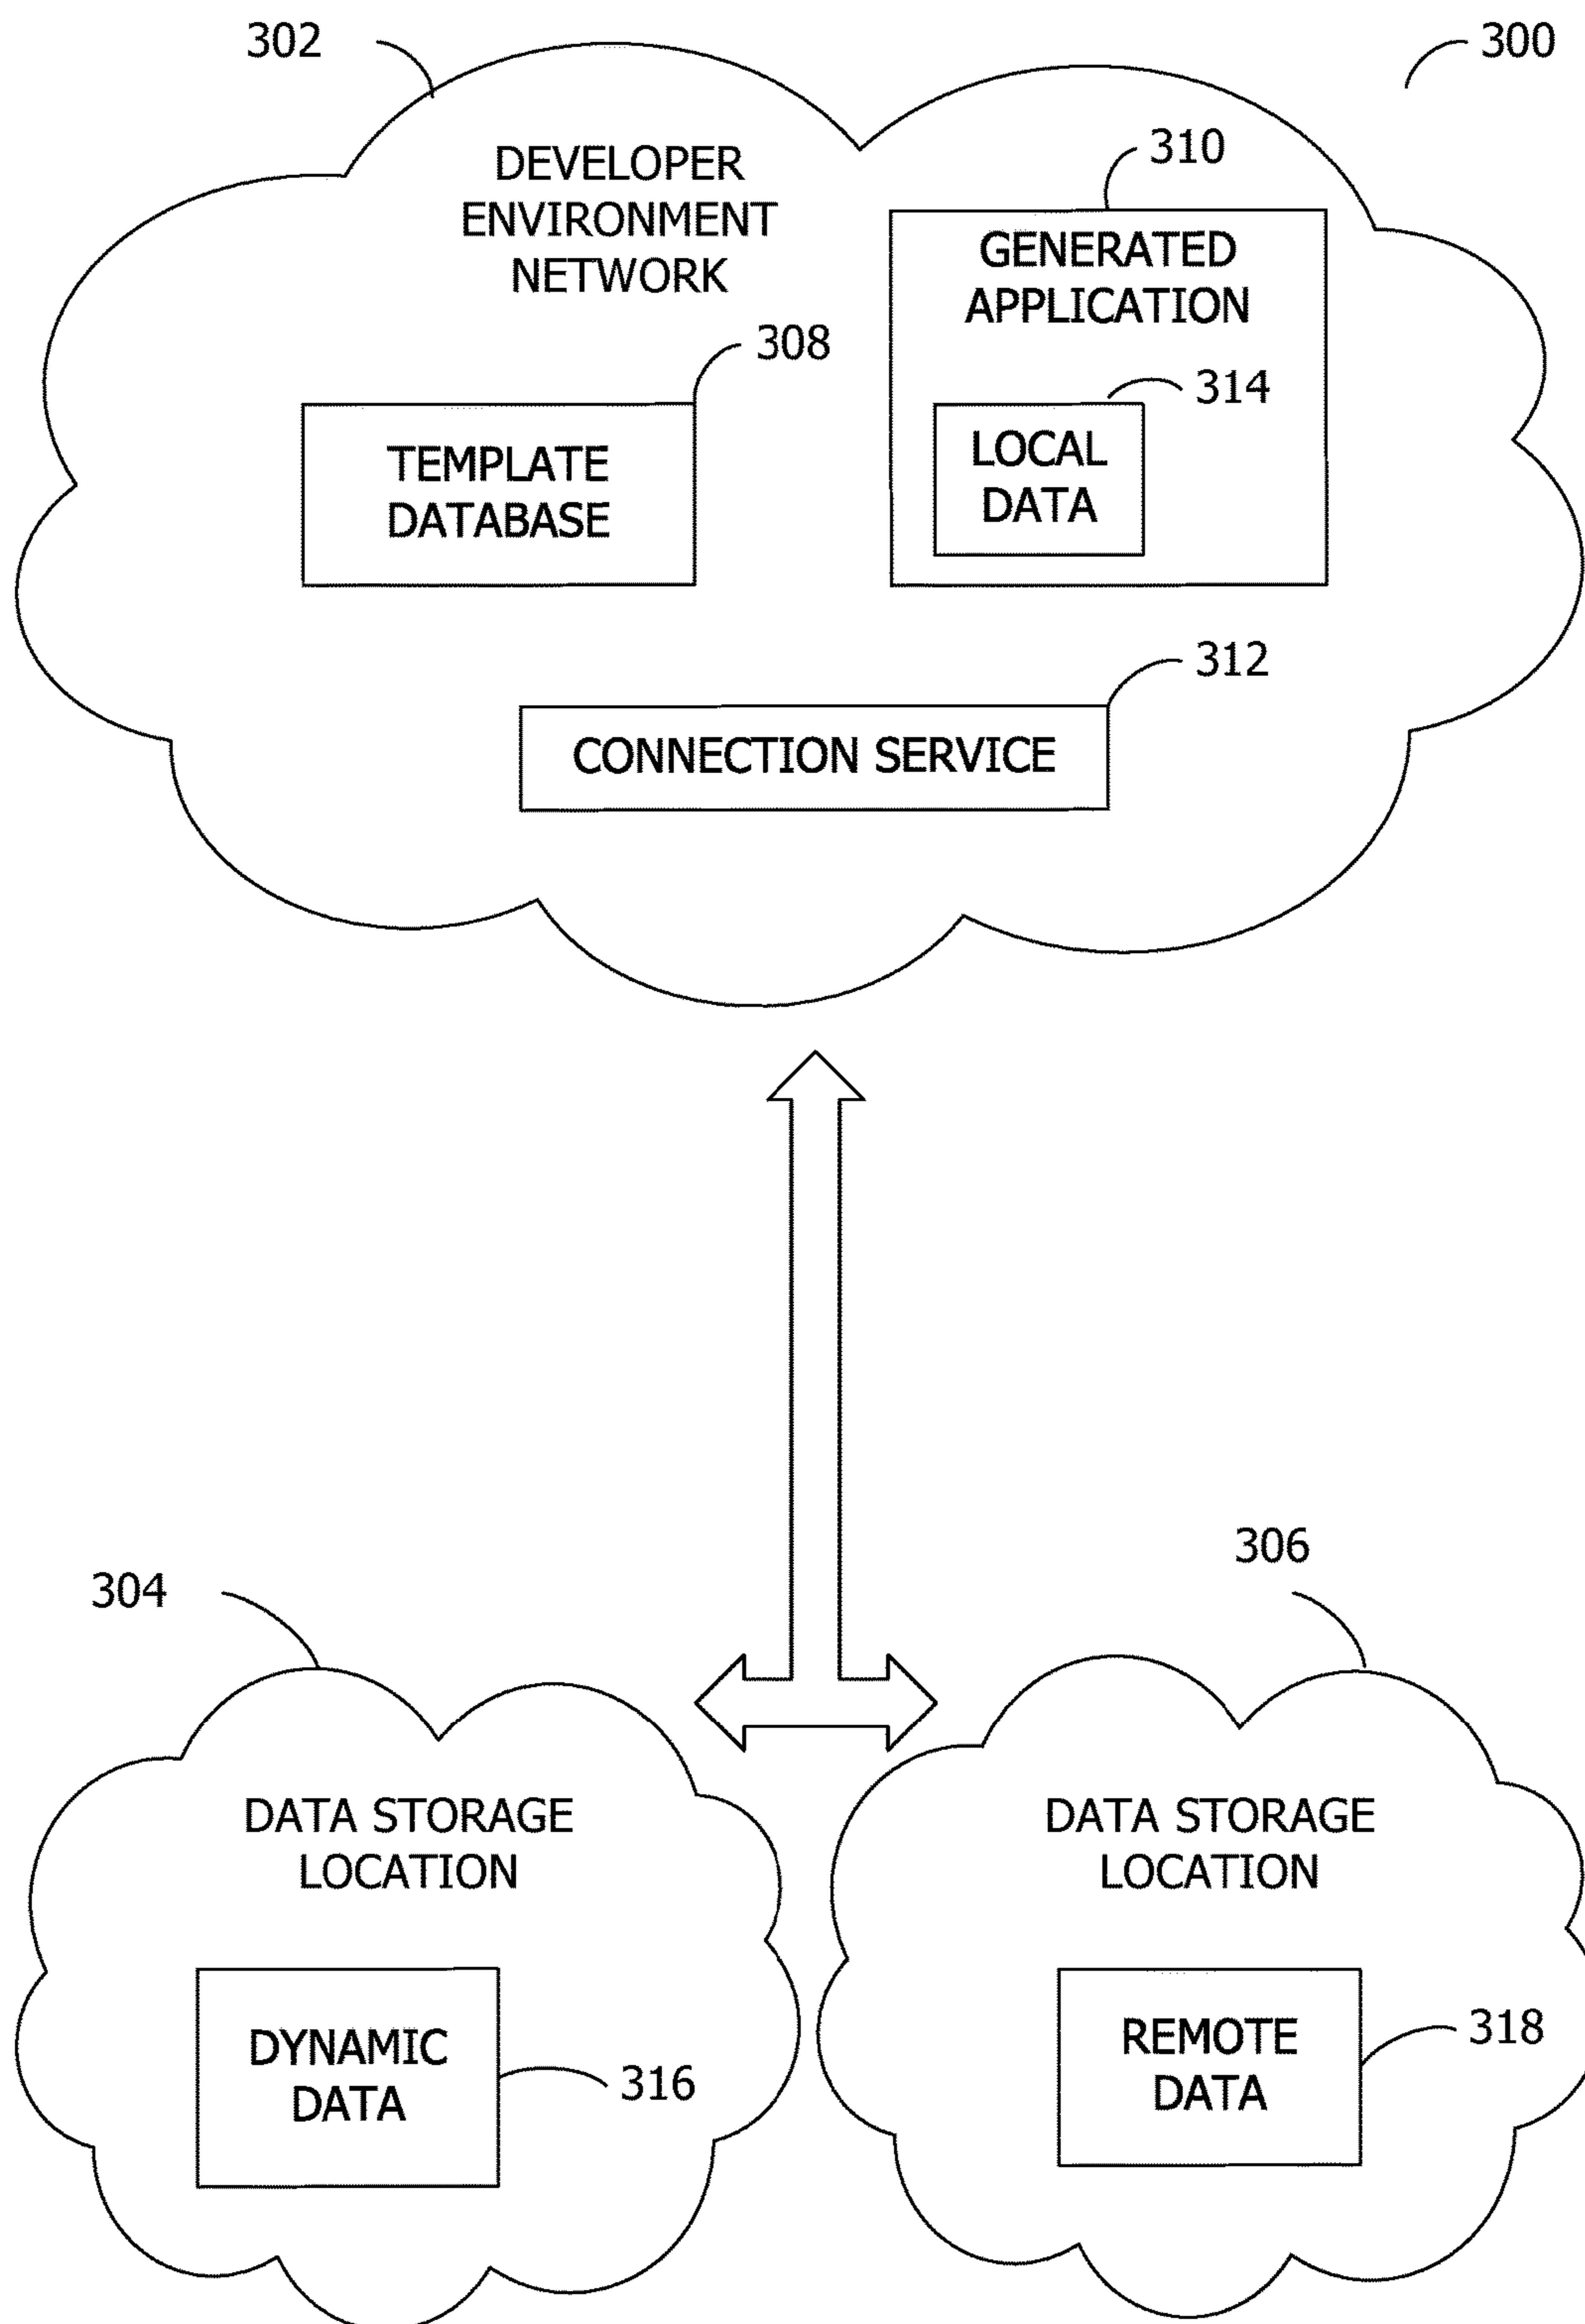 302
300
DEVELOPER
ENVIRONMENT
NETWORK
310
GENERATED
APPLICATION
308
314
TEMPLATE
DATABASE
LOCAL
DATA
312
CONNECTION SERVICE
304
306
DATA STORAGE
LOCATION
DATA STORAGE
LOCATION
DYNAMIC
DATA
316
REMOTE
DATA
318